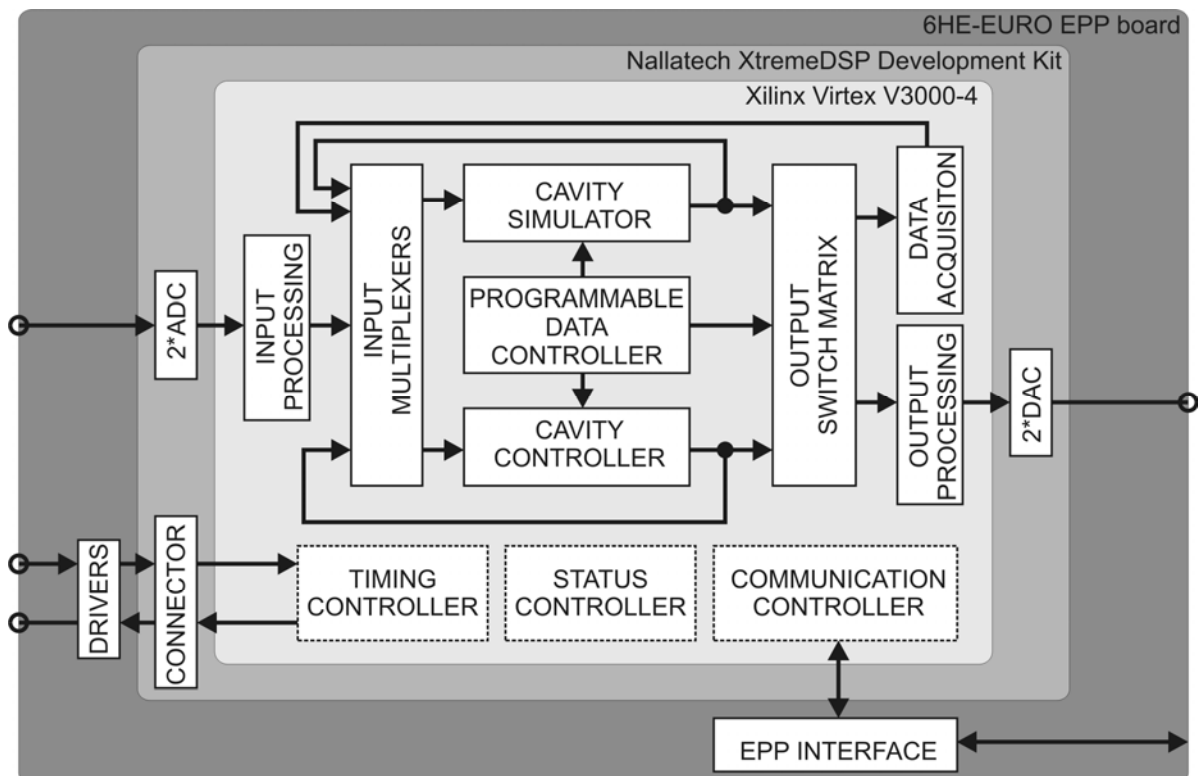 6HE-EURO EPP board
Nallatech XtremeDSP Development Kit
Xilinx Virtex V3000-4
2*ADC
INPUT
PROCESSING
INPUT
MULTIPLEXERS
CAVITY
SIMULATOR
PROGRAMMABLE
DATA
CONTROLLER
CAVITY
CONTROLLER
OUTPUT
SWITCH MATRIX
DATA
ACQUISITON
OUTPUT
PROCESSING
2*DAC
DRIVERS
CONNECTOR
TIMING
CONTROLLER
STATUS
CONTROLLER
COMMUNICATION
CONTROLLER
EPP INTERFACE